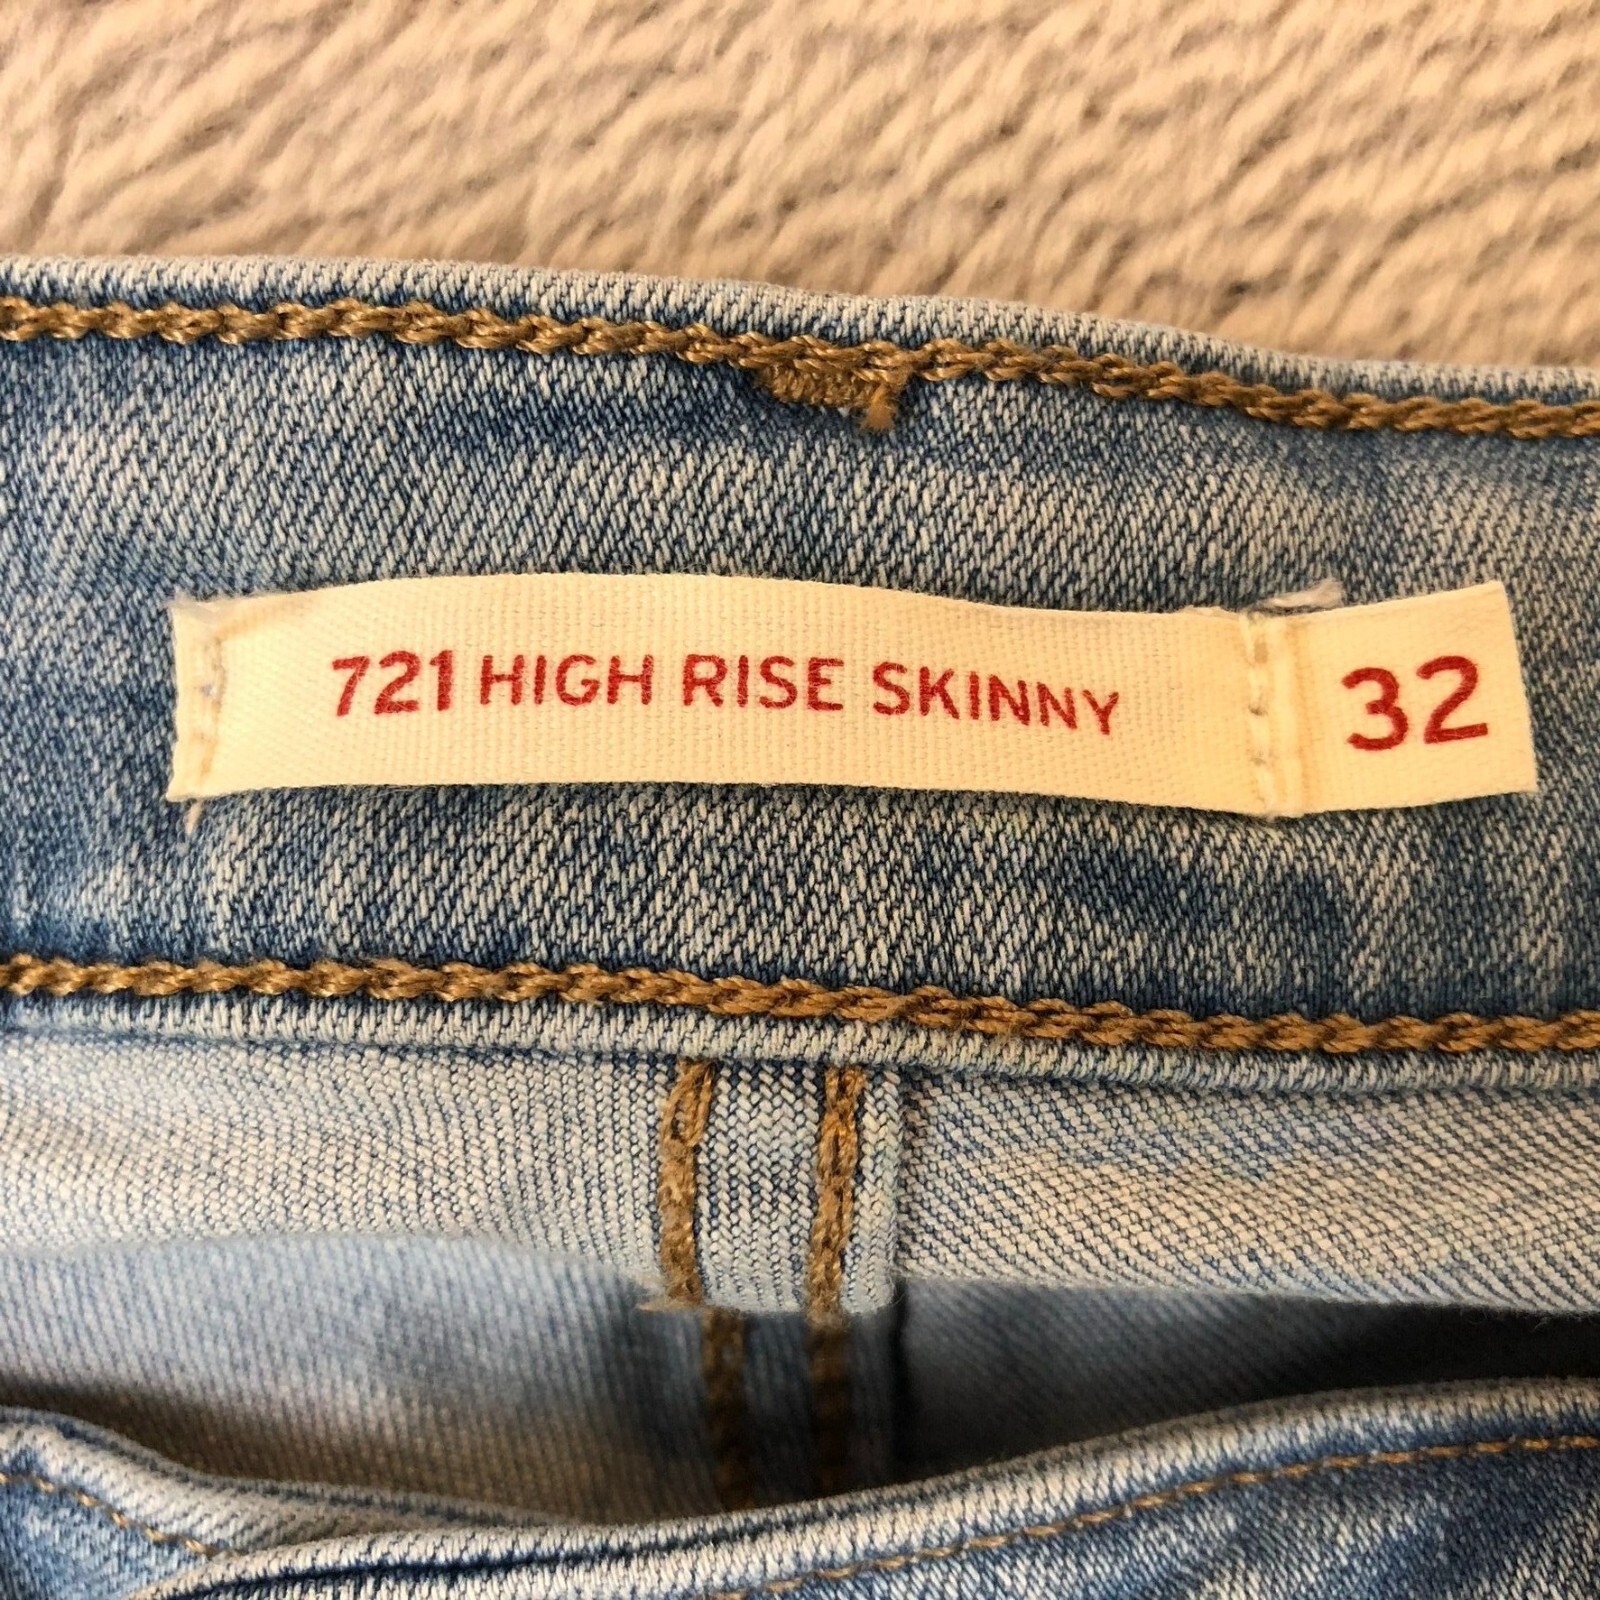 721 HIGH RISE SKINNY 32